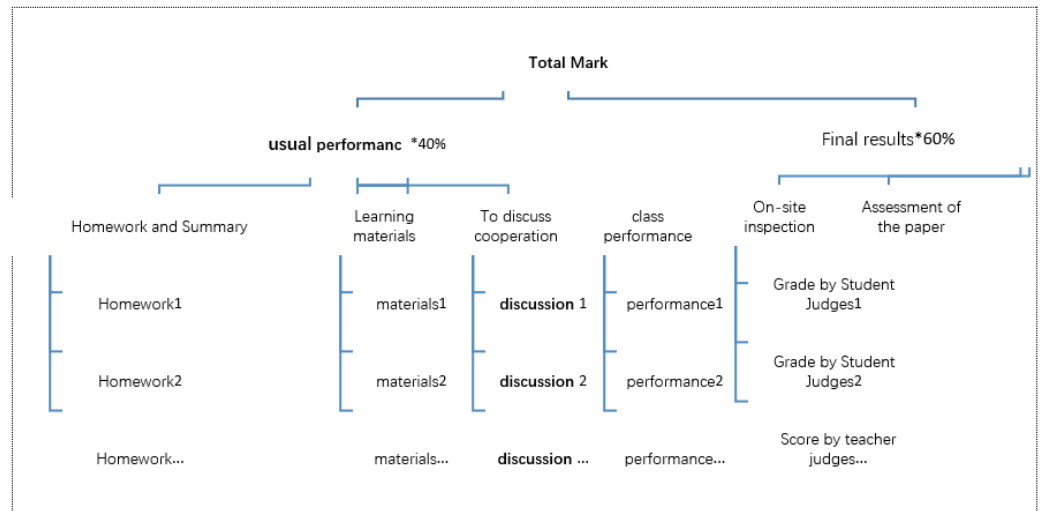 Total Mark
usual performanc *40%
Final results*60%
Homework and Summary
Learning
materials
To discuss
cooperation
class
performance
On-site
inspection
Assessment of
the paper
Homework1
materials1
discussion 1
performance1
Grade by Student
Judges1
Homework2
materials2
discussion 2
performance2
Grade by Student
Judges2
Homework...
materials...
discussion ...
performance...
Score by teacher
judges...